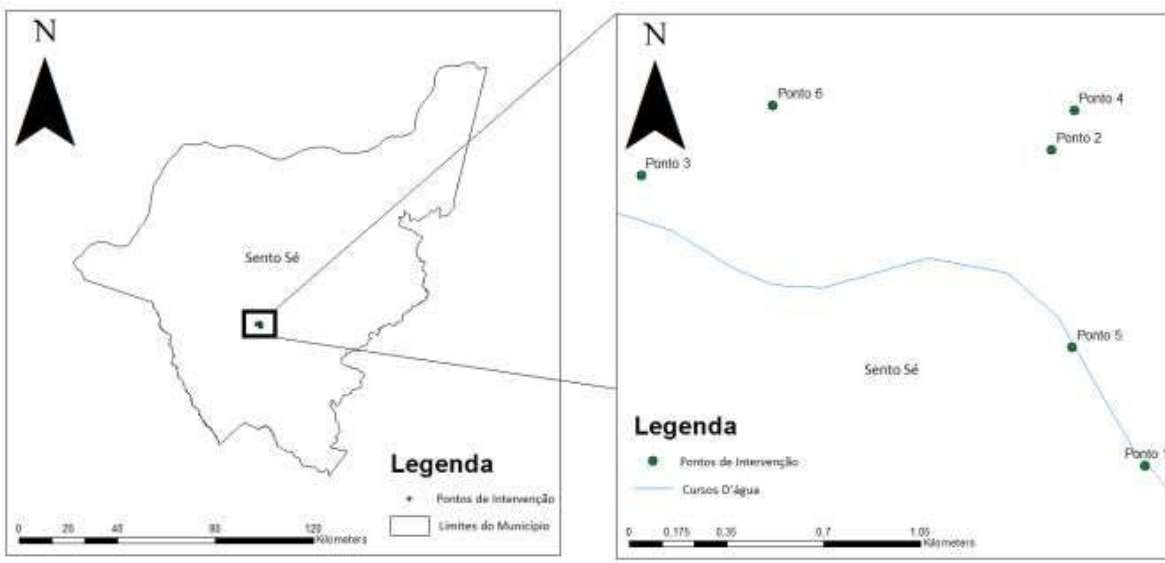 N
Sento Sé
Legenda
Pontos de Intervenção
Limites do Município
0 20 40 80 120
Kilometers
N
Ponto 6
Ponto 4
Ponto 2
Ponto 3
Ponto 5
Sento Sé
Ponto 1
Legenda
Pontos de Intervenção
Cursos D'água
0 0,175 0,35 0,7 1,05
Kilometers